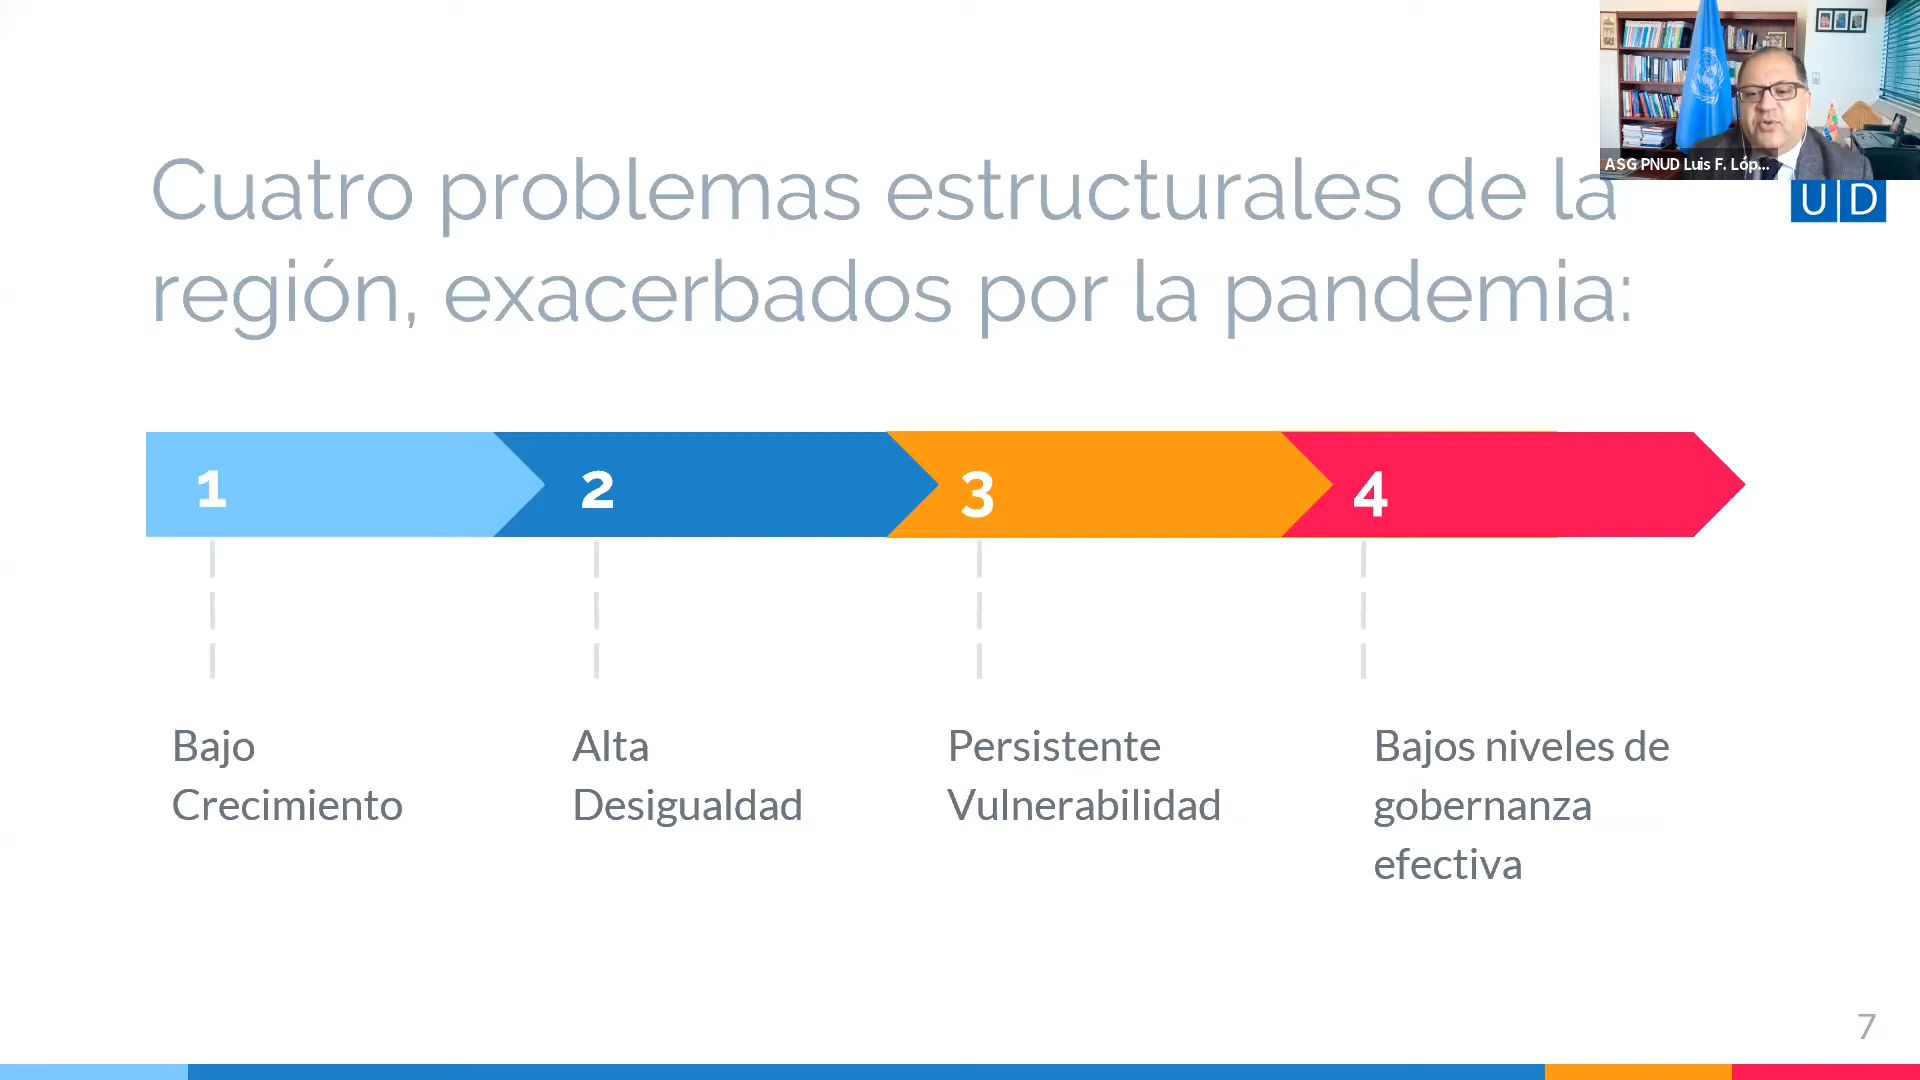 ASG PNUD Luis F. Lóp...
U D
Cuatro problemas estructurales de la
región, exacerbados por la pandemia:
1
2
3
4
Bajo
Crecimiento
Alta
Desigualdad
Persistente
Vulnerabilidad
Bajos niveles de
gobernanza
efectiva
7